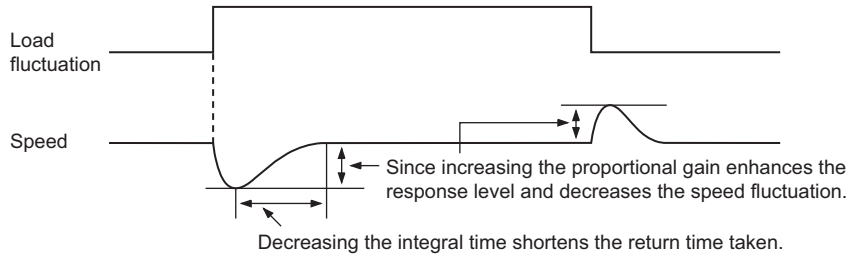 Load
fluctuation
Speed
Since increasing the proportional gain enhances the
response level and decreases the speed fluctuation.
Decreasing the integral time shortens the return time taken.